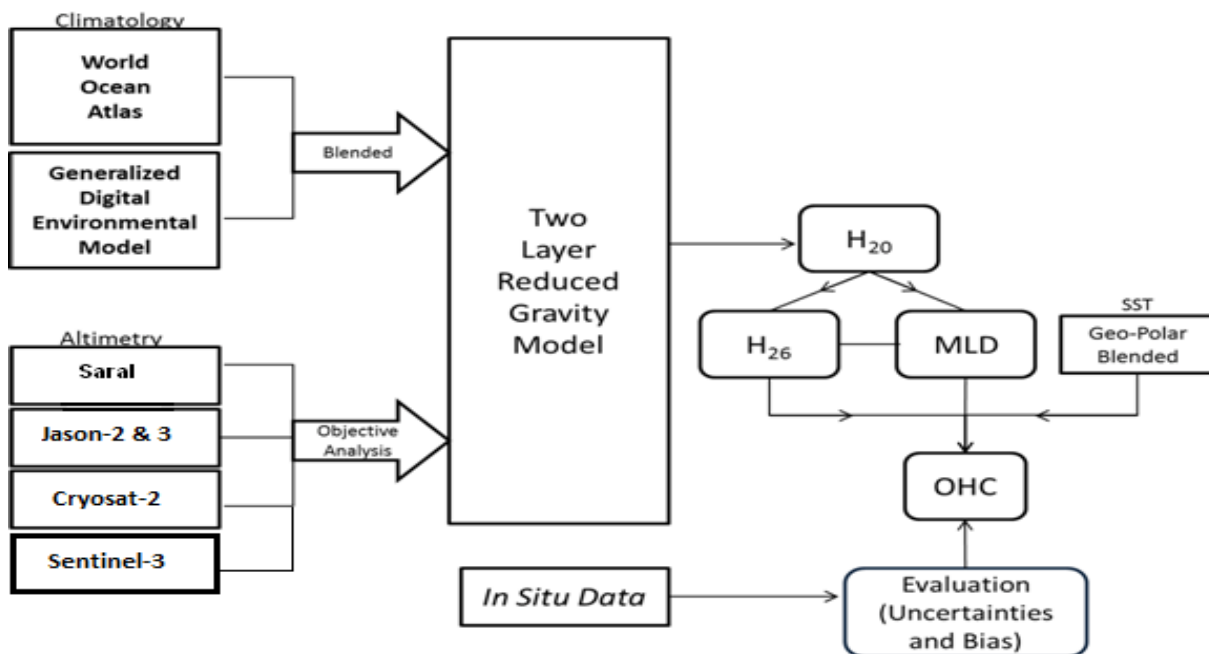 Climatology
World
Ocean
Atlas
Generalized
Digital
Environmental
Model
Blended
Altimetry
Saral
Jason-2 & 3
Cryosat-2
Sentinel-3
Objective
Analysis
Two
Layer
Reduced
Gravity
Model
H₂₀
H₂₆
MLD
SST
Geo-Polar
Blended
OHC
In Situ Data
Evaluation
(Uncertainties
and Bias)